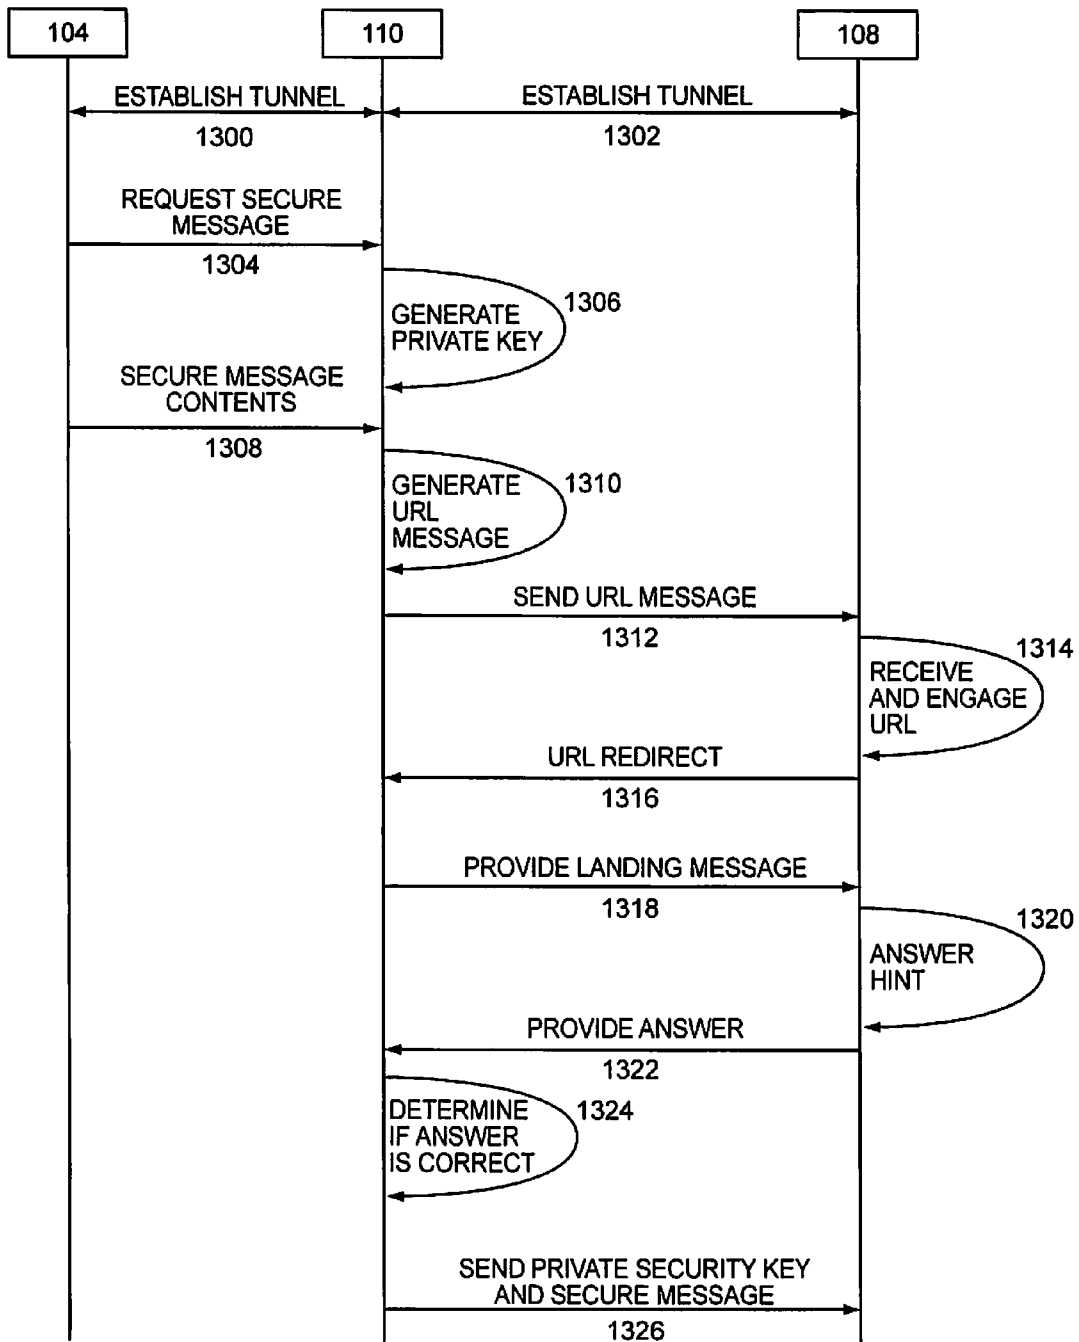 104
110
108
ESTABLISH TUNNEL
1300
ESTABLISH TUNNEL
1302
REQUEST SECURE
MESSAGE
1304
1306
GENERATE
PRIVATE KEY
SECURE MESSAGE
CONTENTS
1308
1310
GENERATE
URL
MESSAGE
SEND URL MESSAGE
1312
1314
RECEIVE
AND ENGAGE
URL
URL REDIRECT
1316
PROVIDE LANDING MESSAGE
1318
1320
ANSWER
HINT
PROVIDE ANSWER
1322
1324
DETERMINE
IF ANSWER
IS CORRECT
SEND PRIVATE SECURITY KEY
AND SECURE MESSAGE
1326